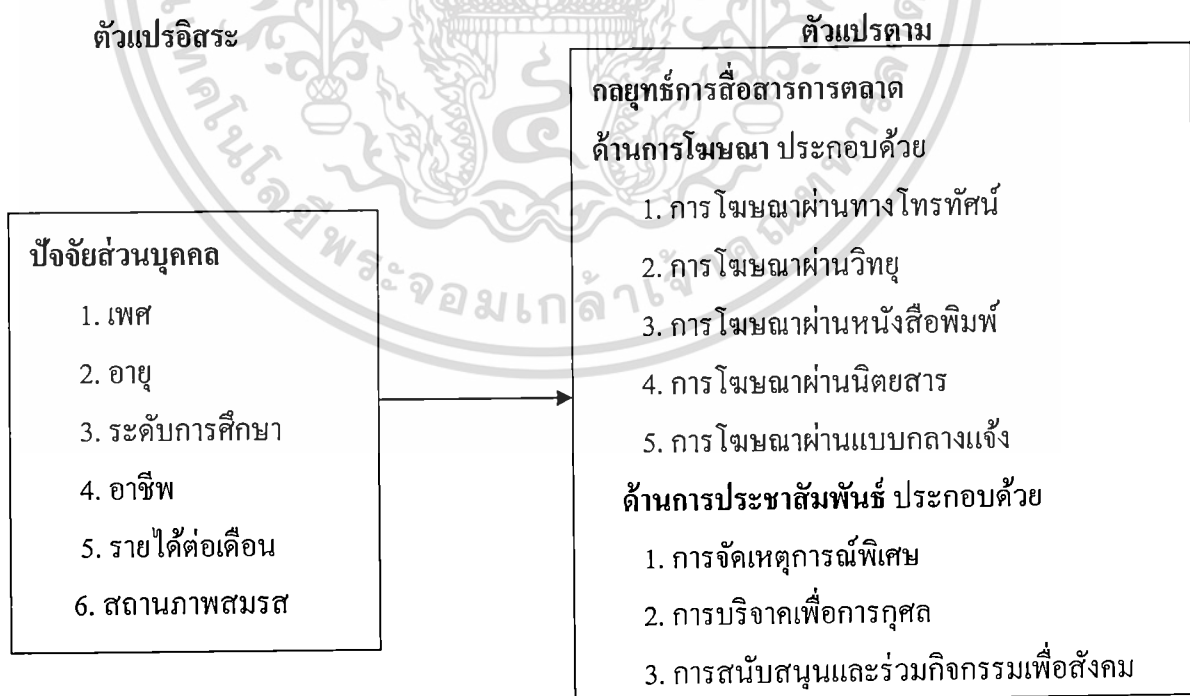 ตัวแปรอิสระ
ตัวแปรตาม
ปัจจัยส่วนบุคคล
1. เพศ
2. อายุ
3. ระดับการศึกษา
4. อาชีพ
5. รายได้ต่อเดือน
6. สถานภาพสมรส
กลยุทธ์การสื่อสารการตลาด
ด้านการโฆษณา ประกอบด้วย
1. การโฆษณาผ่านทางโทรทัศน์
2. การโฆษณาผ่านวิทยุ
3. การโฆษณาผ่านหนังสือพิมพ์
4. การโฆษณาผ่านนิตยสาร
5. การโฆษณาผ่านแบบกลางแจ้ง
ด้านการประชาสัมพันธ์ ประกอบด้วย
1. การจัดเหตุการณ์พิเศษ
2. การบริจาคเพื่อการกุศล
3. การสนับสนุนและร่วมกิจกรรมเพื่อสังคม